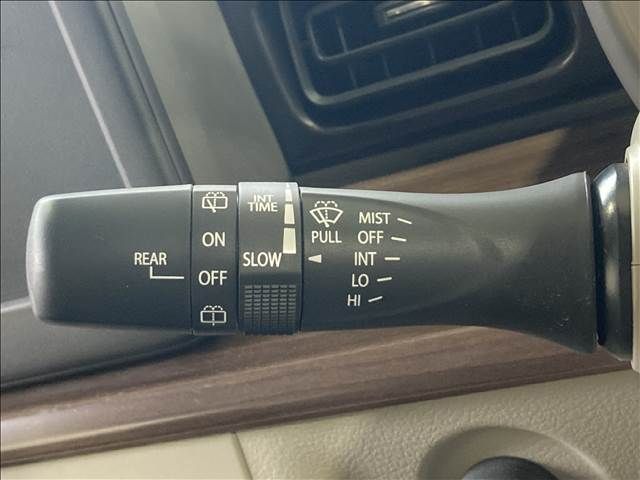 REAR
ON
OFF
INT
TIME
SLOW
PULL
MIST
OFF
INT
LO
HI